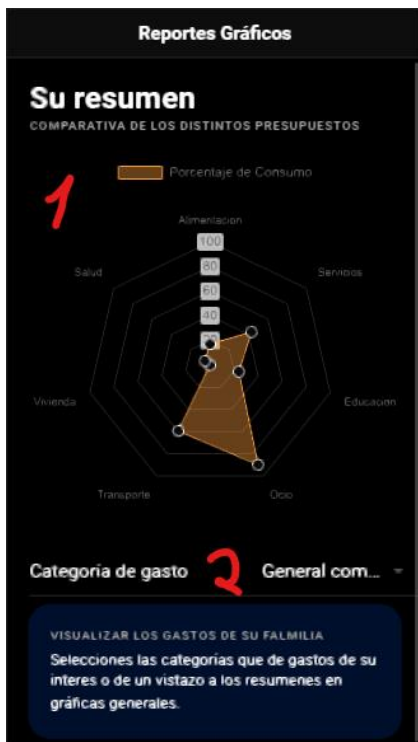 Reportes Gráficos
Su resumen
COMPARATIVA DE LOS DISTINTOS PRESUPUESTOS
1
Porcentaje de Consumo
Alimentacion
100
80
60
40
20
Salud
Servicios
Vivienda
Educacion
Transporte
Ocio
Categoria de gasto
2
General com...
VISUALIZAR LOS GASTOS DE SU FALMILIA
Selecciones las categorías que de gastos de su
interes o de un vistazo a los resumenes en
gráficas generales.